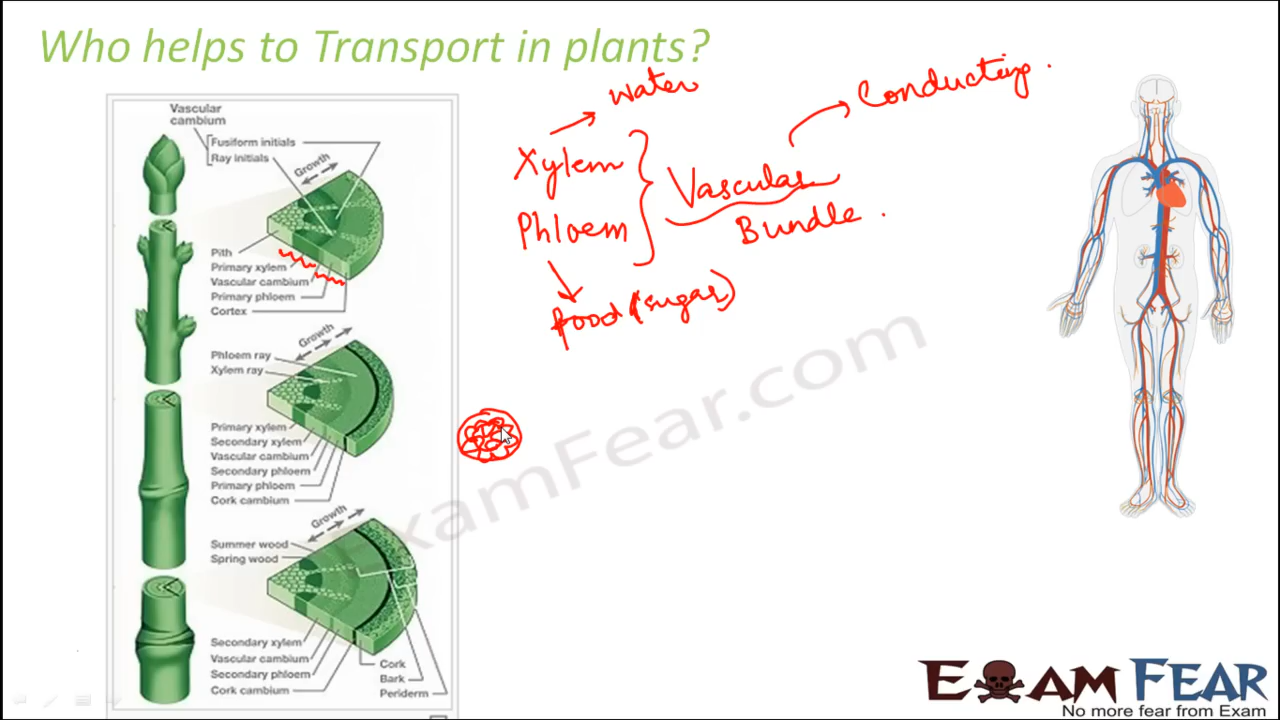 Who helps to Transport in plants?
Vascular
cambium
Fusiform initials
Ray initials
Growth
Pith
Primary xylem
Vascular cambium
Primary phloem
Cortex
Growth
Phloem ray
Xylem ray
Primary xylem
Secondary xylem
Vascular cambium
Secondary phloem
Primary phloem
Cork cambium
Growth
Summer wood
Spring wood
Secondary xylem
Vascular cambium
Secondary phloem
Cork cambium
Cork
Bark
Periderm
Water
Xylem
Phloem
food (sugar)
Vascular
Bundle.
Conducting.
ExamFear.com
EXAM FEAR
No more fear from Exam